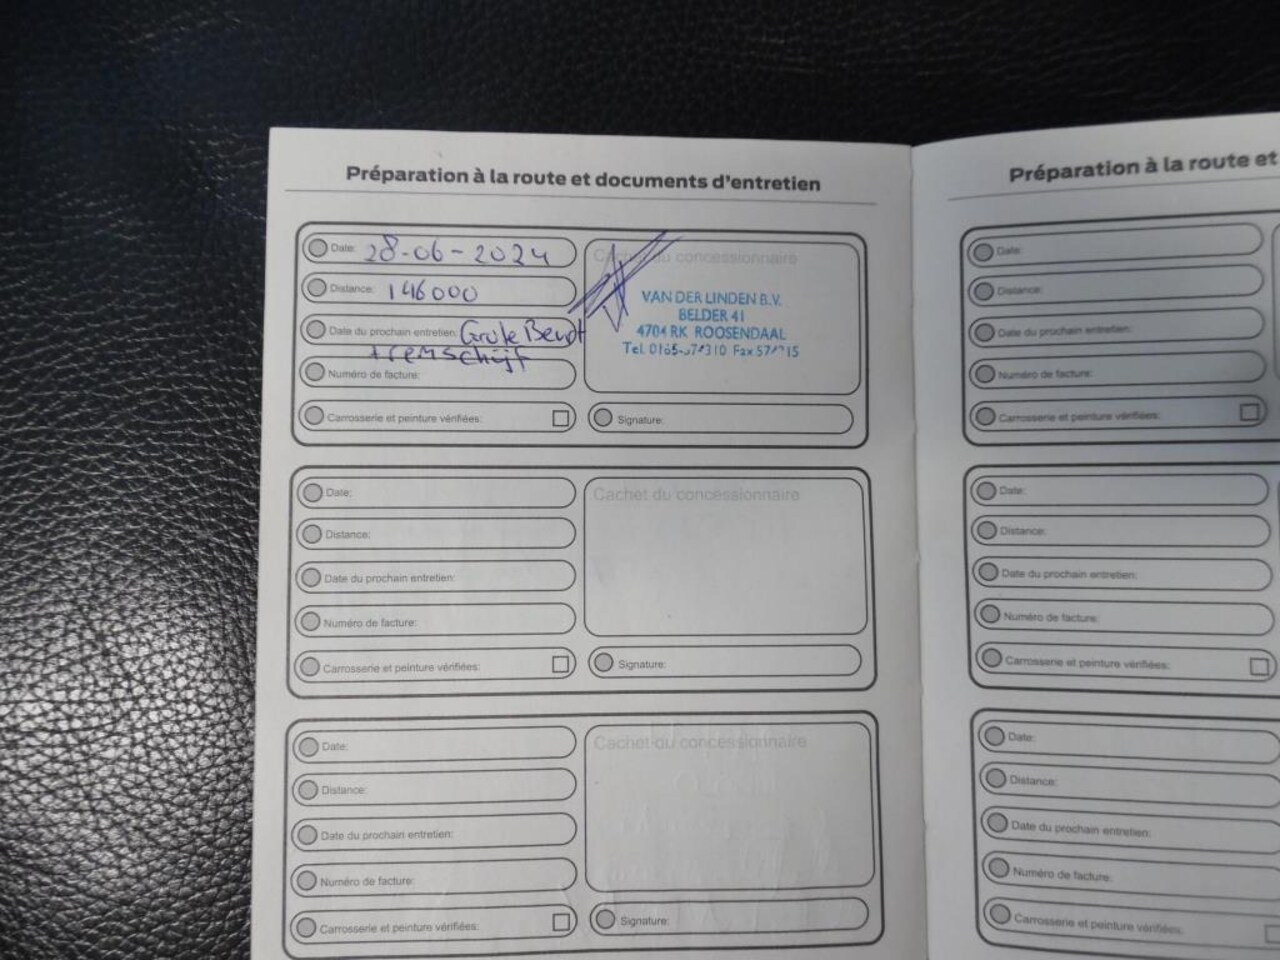 Préparation à la route et documents d'entretien
Date: 28-06-2024
Distance: 146000
Date du prochain entretien: Grote Beurt
+ remschijf
Numéro de facture:
Carrosserie et peinture vérifiées:
Cachet du concessionnaire
VAN DER LINDEN B.V.
BELDER 41
4704 RK ROOSENDAAL
Tel. 0165- Fax
Signature:
Date:
Distance:
Date du prochain entretien:
Numéro de facture:
Carrosserie et peinture vérifiées:
Cachet du concessionnaire
Signature:
Date:
Distance:
Date du prochain entretien:
Numéro de facture:
Carrosserie et peinture vérifiées:
Cachet du concessionnaire
Signature:
Préparation à la route et
Date:
Distance:
Date du prochain entretien:
Numéro de facture:
Carrosserie et peinture vérifiées:
Date:
Distance:
Date du prochain entretien:
Numéro de facture:
Carrosserie et peinture vérifiées:
Date:
Distance:
Date du prochain entretien:
Numéro de facture:
Carrosserie et peinture vérifiées: